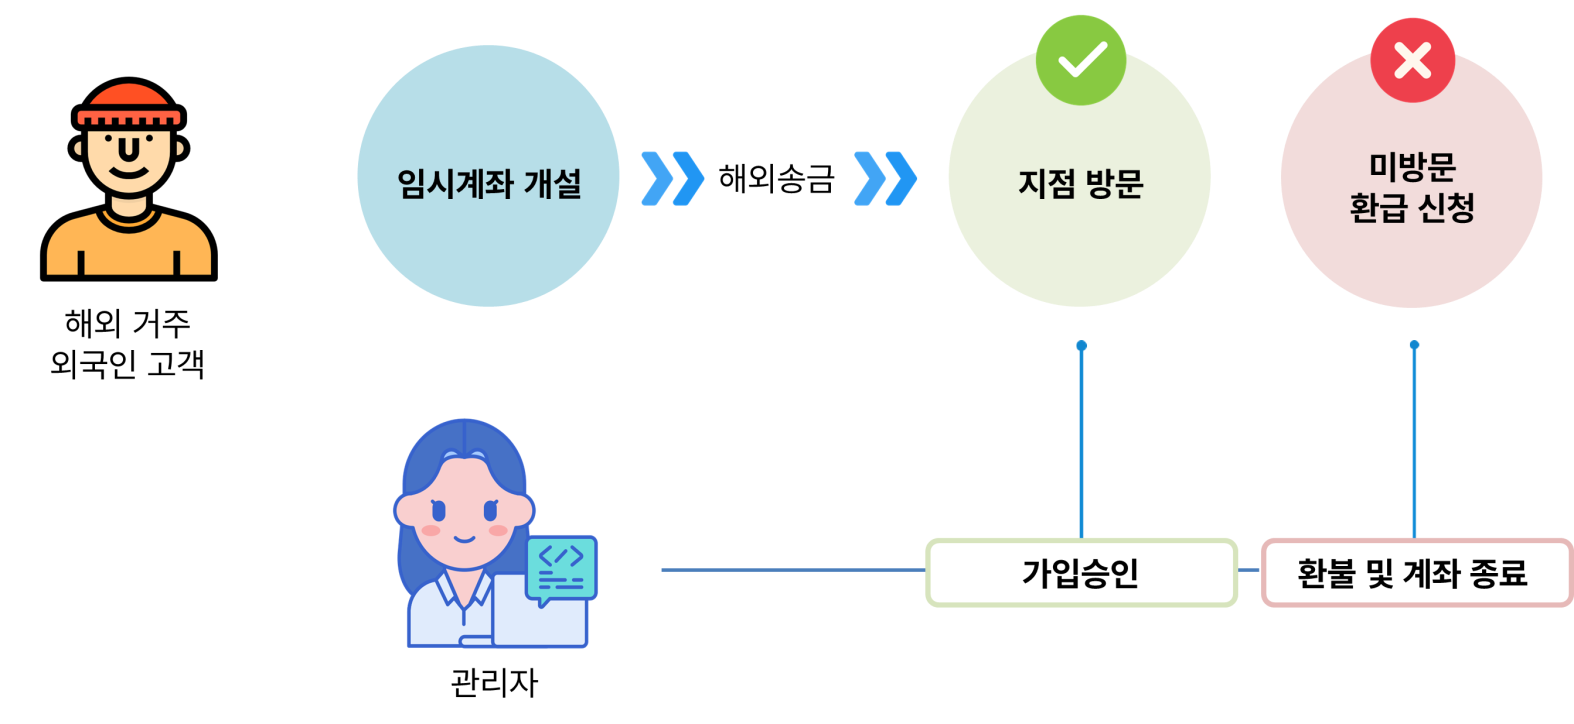 임시계좌 개설
해외송금
지점 방문
미방문
환급 신청
해외 거주
외국인 고객
가입승인
환불 및 계좌 종료
관리자